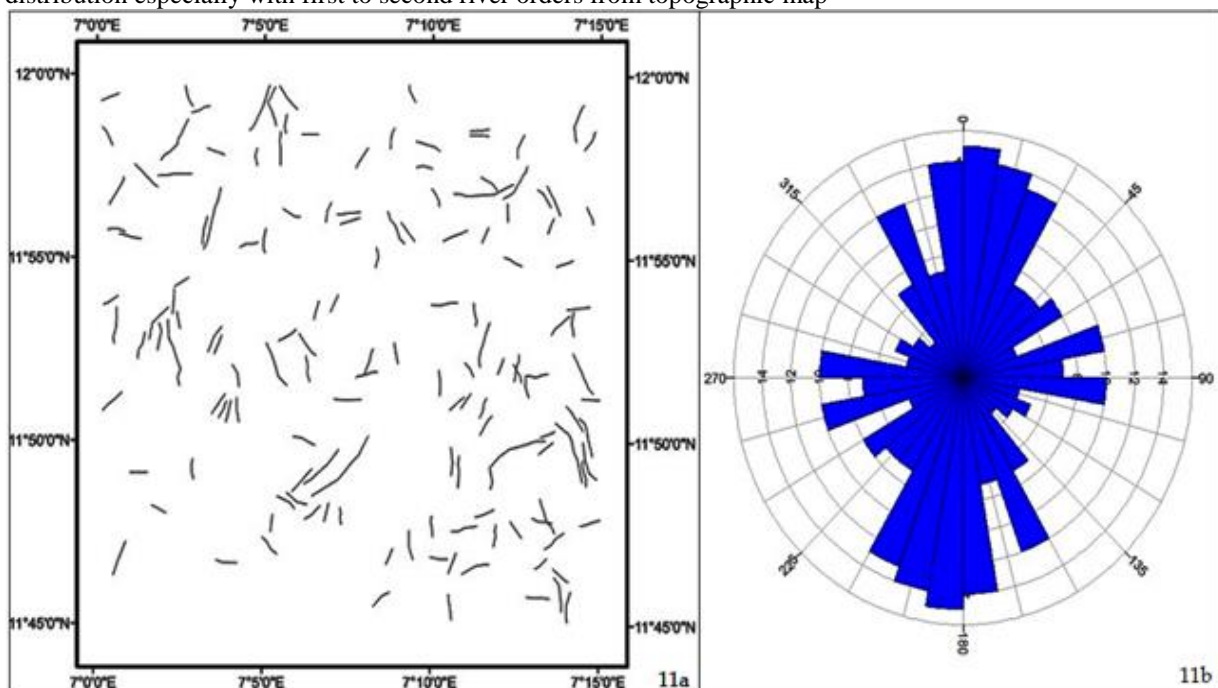 distribution especially with first to second river orders from topographic map
7°0'0"E 7°5'0"E 7°10'0"E 7°15'0"E
12°0'0"N 12°0'0"N
11°55'0"N 11°55'0"N
11°50'0"N 11°50'0"N
11°45'0"N 11°45'0"N
7°0'0"E 7°5'0"E 7°10'0"E 7°15'0"E
11a
0
315 45
270 14 12 10 12 14 90
225 135
180
11b